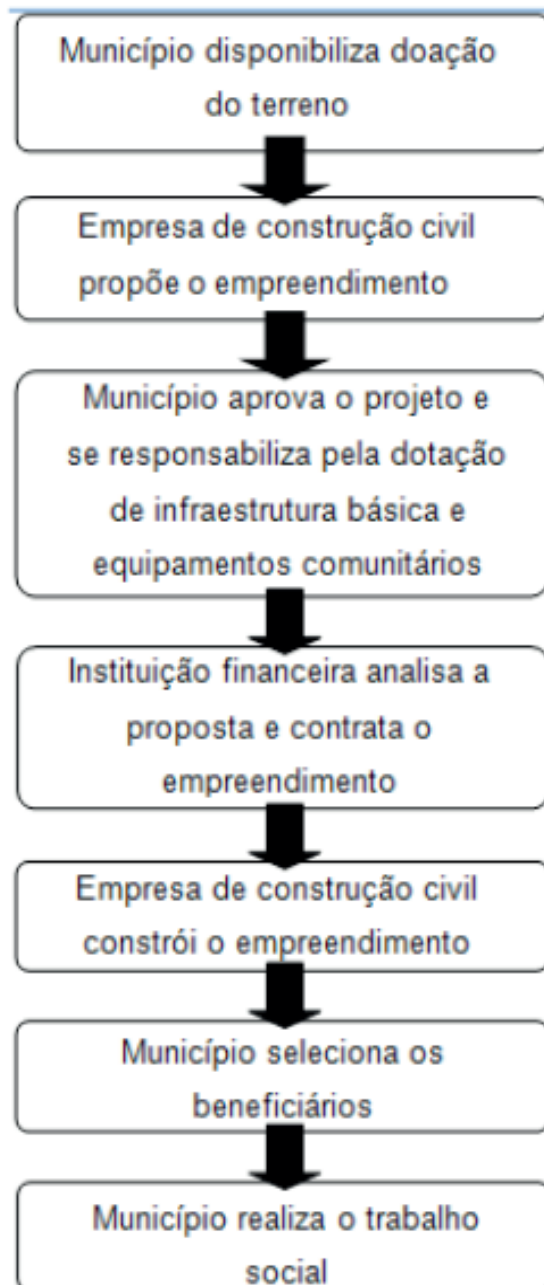 Município disponibiliza doação
do terreno
Empresa de construção civil
propõe o empreendimento
Município aprova o projeto e
se responsabiliza pela dotação
de infraestrutura básica e
equipamentos comunitários
Instituição financeira analisa a
proposta e contrata o
empreendimento
Empresa de construção civil
constrói o empreendimento
Município seleciona os
beneficiários
Município realiza o trabalho
social